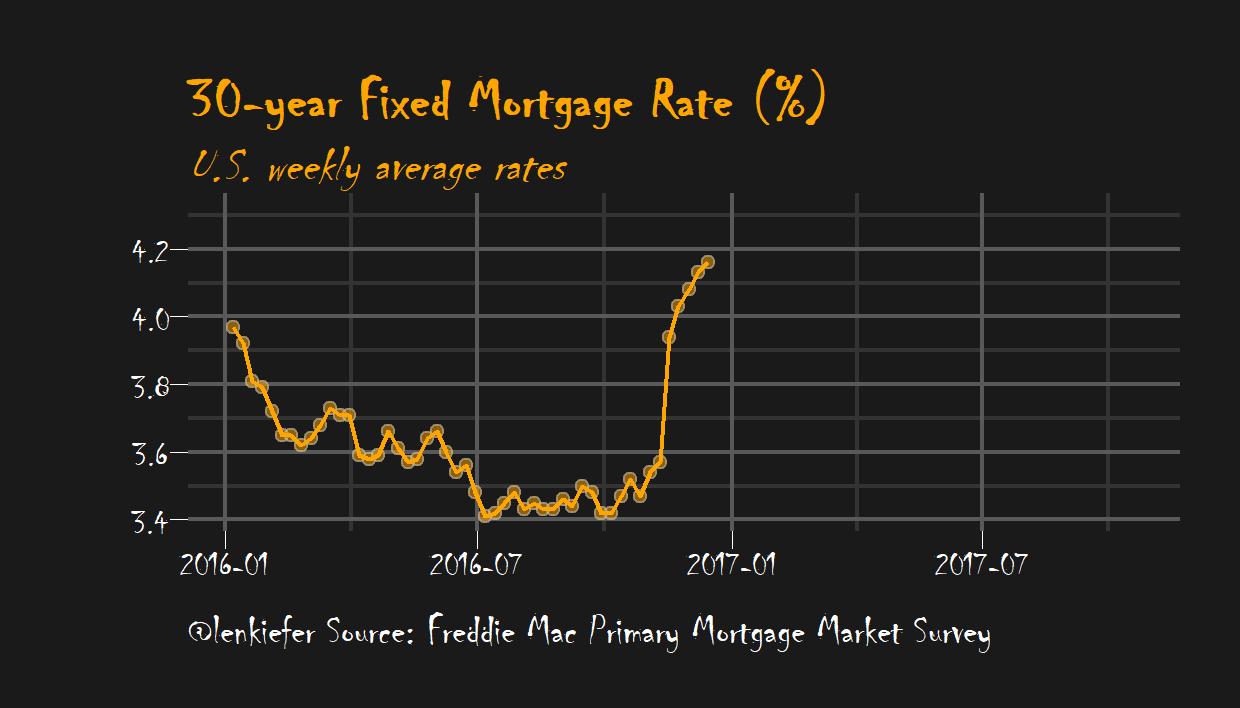 30-year Fixed Mortgage Rate (%)
U.S. weekly average rates
4.2
4.0
3.8
3.6
3.4
2016-01 2016-07 2017-01 2017-07
@lenkiefer Source: Freddie Mac Primary Mortgage Market Survey